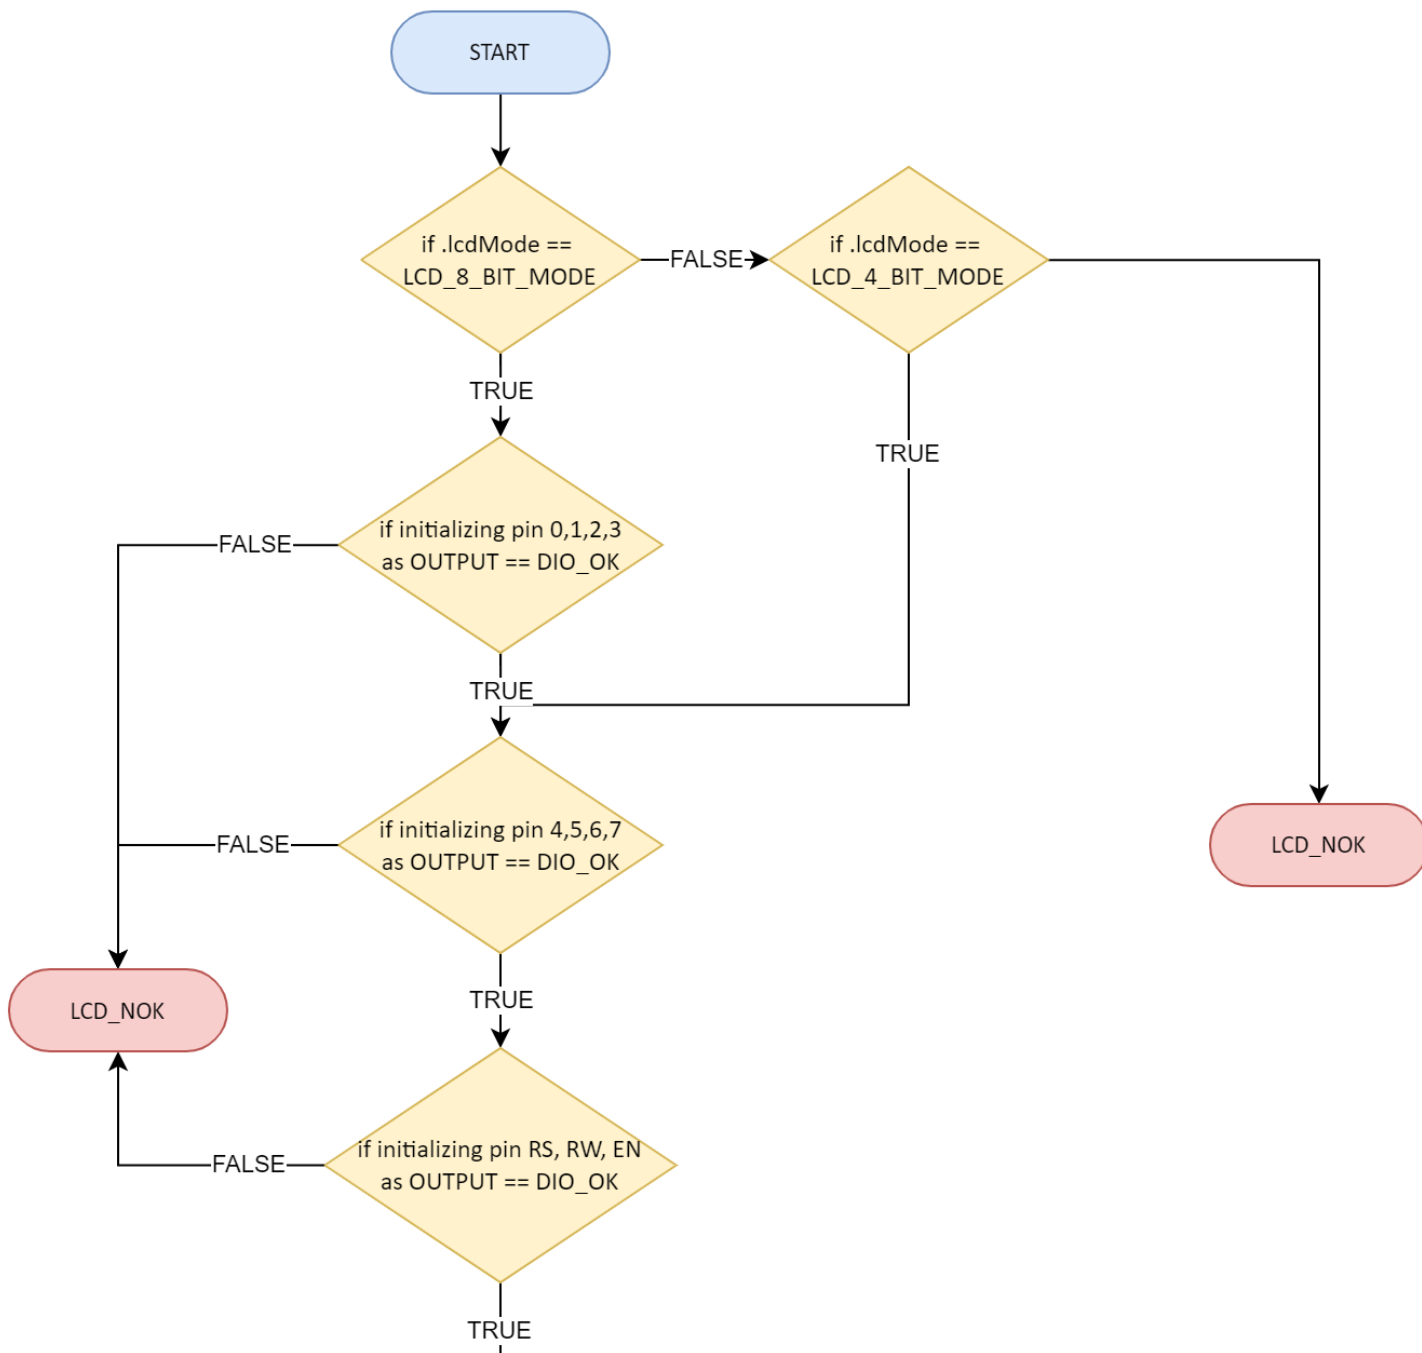 START
if .lcdMode ==
LCD_8_BIT_MODE
FALSE
if .lcdMode ==
LCD_4_BIT_MODE
TRUE
TRUE
if initializing pin 0,1,2,3
as OUTPUT == DIO_OK
FALSE
TRUE
if initializing pin 4,5,6,7
as OUTPUT == DIO_OK
FALSE
LCD_NOK
LCD_NOK
TRUE
if initializing pin RS, RW, EN
as OUTPUT == DIO_OK
FALSE
TRUE